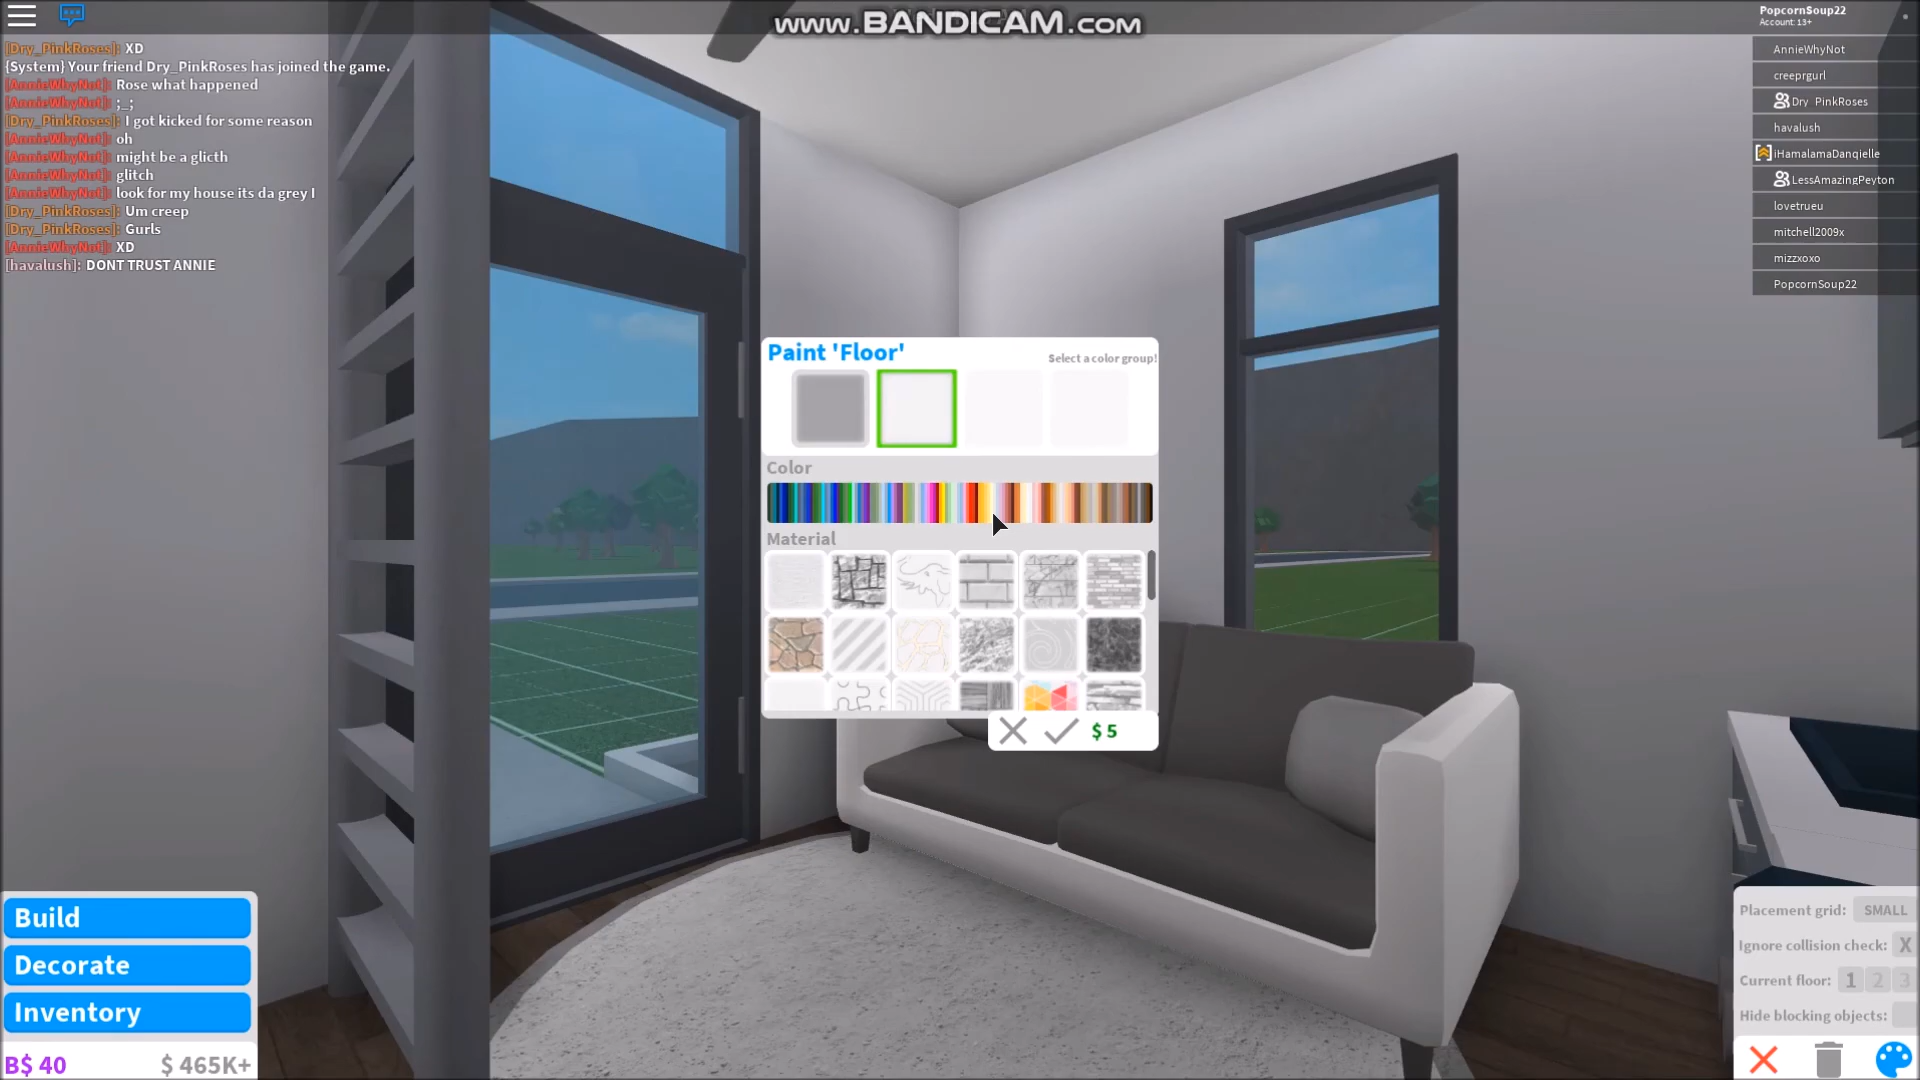 www.BANDICAM.com
PopcornSoup22
Account: 13+
[Dry_PinkRoses]: XD
{System} Your friend Dry_PinkRoses has joined the game.
[AnnieWhyNot]: Rose what happened
[AnnieWhyNot]: ;_;
[Dry_PinkRoses]: I got kicked for some reason
[AnnieWhyNot]: oh
[AnnieWhyNot]: might be a glicth
[AnnieWhyNot]: glitch
[AnnieWhyNot]: look for my house its da grey I
[Dry_PinkRoses]: Um creep
[Dry_PinkRoses]: Gurls
[AnnieWhyNot]: XD
[havalush]: DONT TRUST ANNIE
AnnieWhyNot
creeprgurl
Dry_PinkRoses
havalush
iHamalamaDanqielle
LessAmazingPeyton
lovetrueu
mitchell2009x
mizzxoxo
PopcornSoup22
Paint 'Floor'
Select a color group!
Color
Material
$ 5
Build
Decorate
Inventory
B$ 40 $ 465K+
Placement grid: SMALL
Ignore collision check: X
Current floor: 1 2 3
Hide blocking objects: